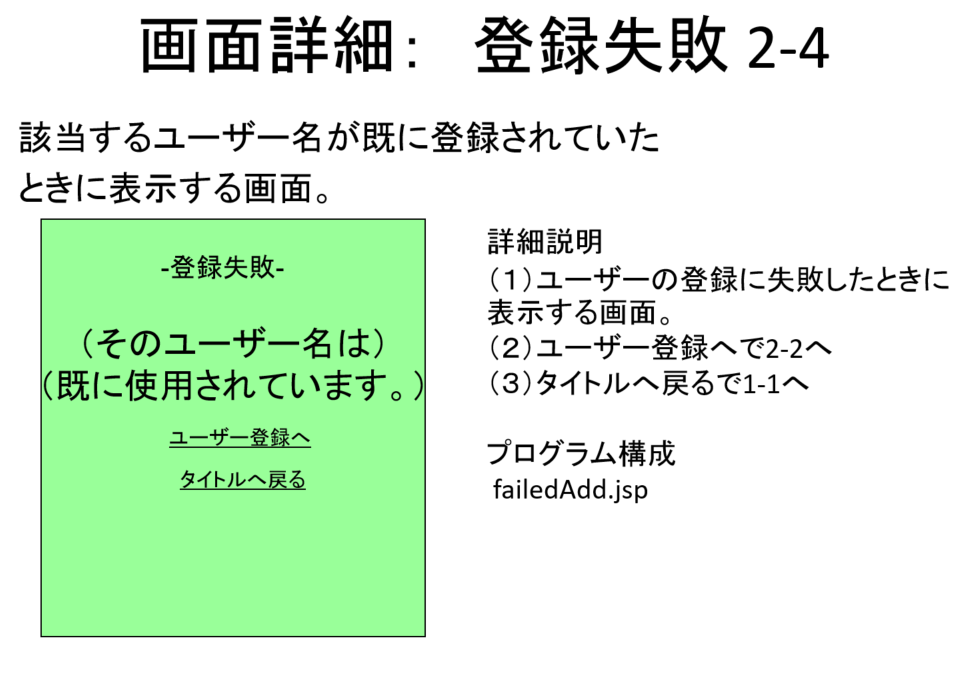 画面詳細： 登録失敗 2-4
該当するユーザー名が既に登録されていた
ときに表示する画面。
-登録失敗-
（そのユーザー名は）
（既に使用されています。）
ユーザー登録へ
タイトルへ戻る
詳細説明
（１）ユーザーの登録に失敗したときに
表示する画面。
（２）ユーザー登録へで2-2へ
（３）タイトルへ戻るで1-1へ
プログラム構成
failedAdd.jsp